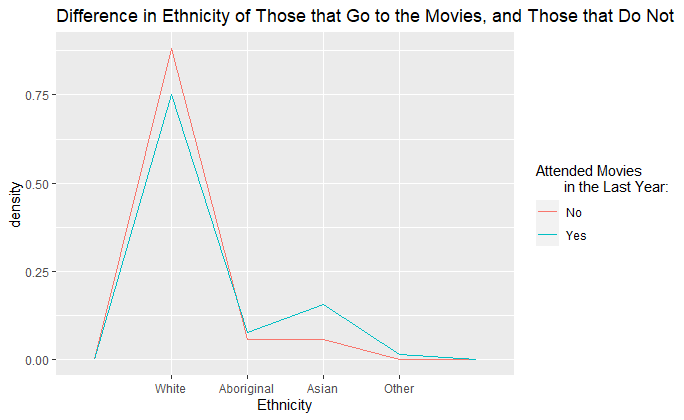 Difference in Ethnicity of Those that Go to the Movies, and Those that Do Not
0.75
0.50
0.25
0.00
density
White Aboriginal Asian Other
Ethnicity
Attended Movies
in the Last Year:
No
Yes